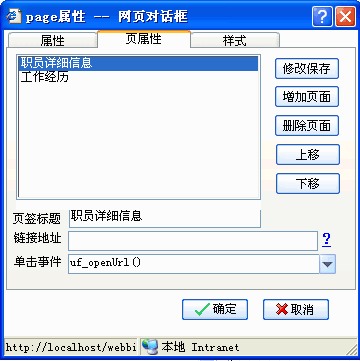 page属性 -- 网页对话框
属性 页属性 样式
职员详细信息
工作经历
修改保存
增加页面
删除页面
上移
下移
页签标题 职员详细信息
链接地址 ?
单击事件 uf_openUrl()
确定 取消
http://localhost/webbi 本地 Intranet